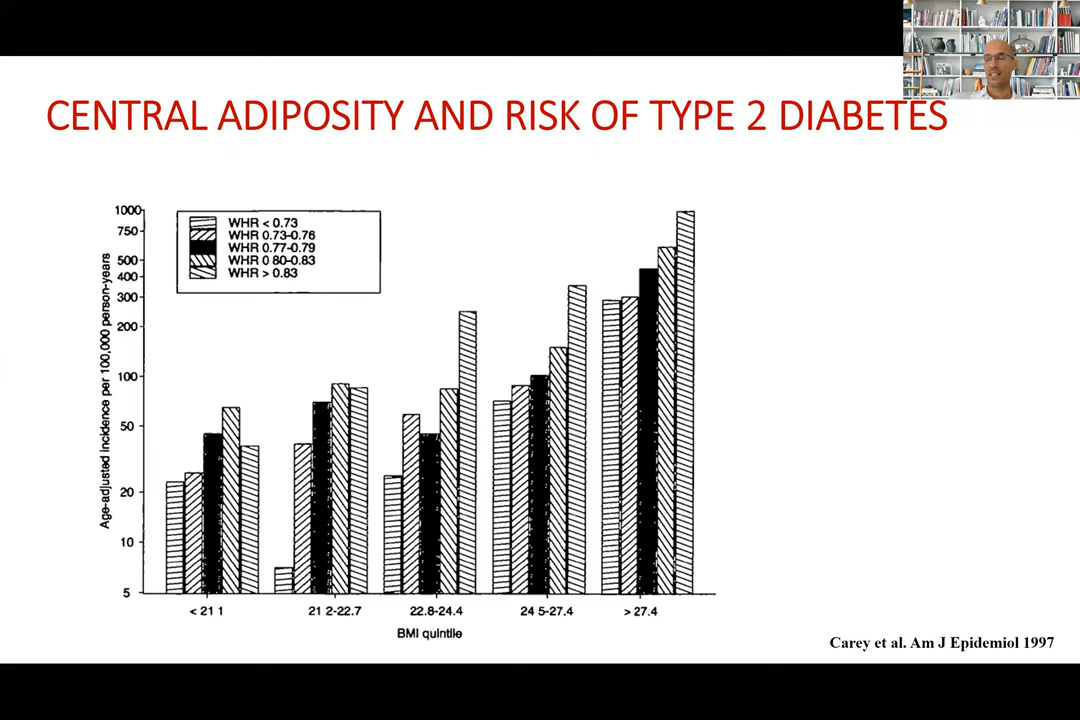 CENTRAL ADIPOSITY AND RISK OF TYPE 2 DIABETES
1000
750
500
400
300
200
100
50
20
10
5
Age-adjusted incidence per 100,000 person-years
WHR < 0.73
WHR 0.73-0.76
WHR 0.77-0.79
WHR 0 80-0.83
WHR > 0.83
< 21 1
21 2-22.7
22.8-24.4
24 5-27.4
> 27.4
BMI quintile
Carey et al. Am J Epidemiol 1997